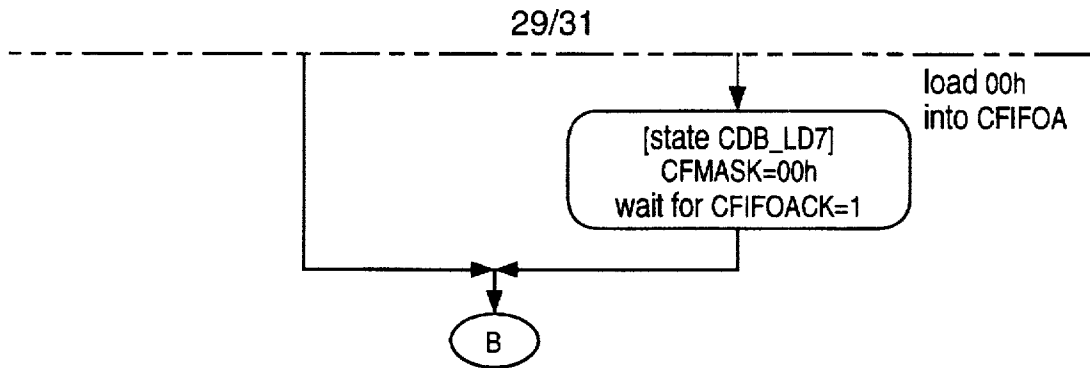 29/31
load 00h
into CFIFOA
[state CDB_LD7]
CFMASK=00h
wait for CFIFOACK=1
B